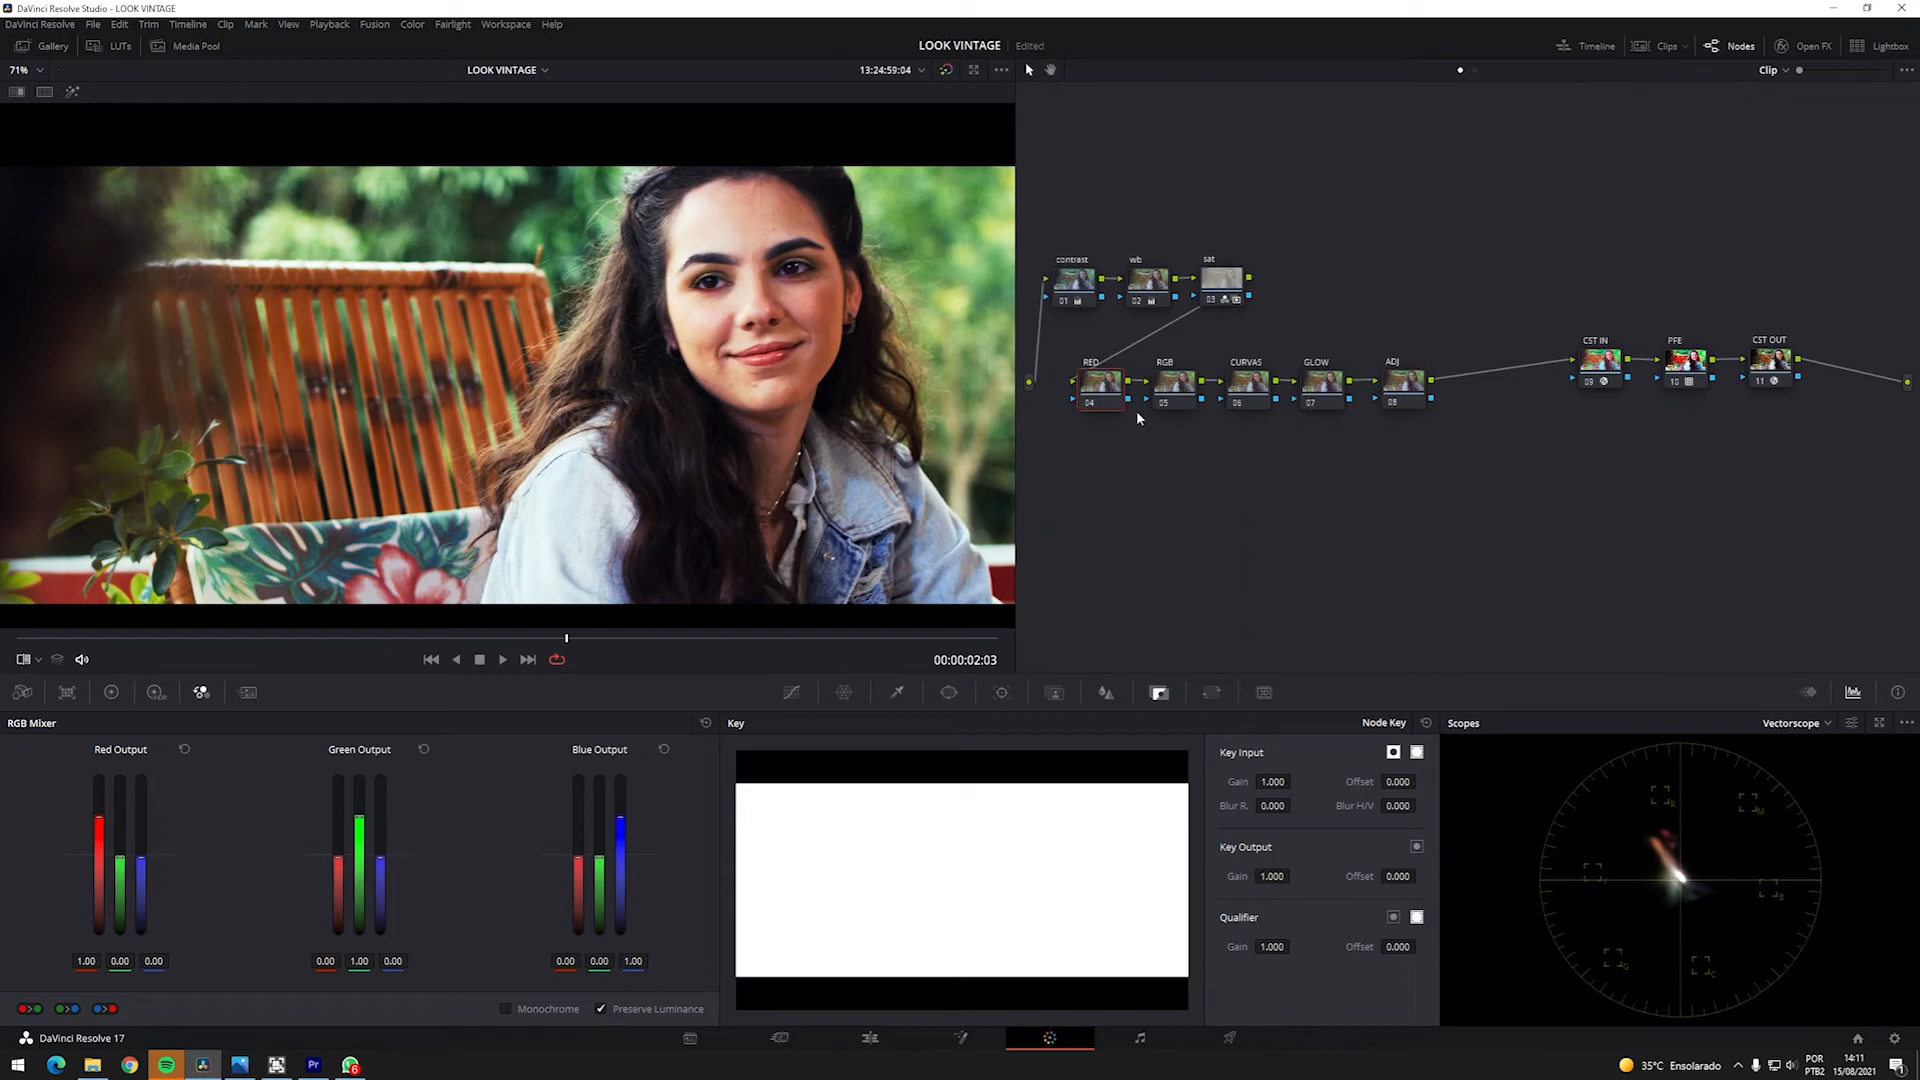 DaVinci Resolve Studio - LOOK VINTAGE
DaVinci Resolve File Edit Trim Timeline Clip Mark View Playback Fusion Color Fairlight Workspace Help
Gallery LUTs Media Pool LOOK VINTAGE Edited Timeline Clips Nodes Open FX Lightbox
71% LOOK VINTAGE 13:24:59:04 Clip
contrast wb sat
01 02 03
CST IN PFE CST OUT
09 10 11
RED RGB CURVAS GLOW ADJ
04 05 06 07 08
00:00:02:03
HDR
3D
RGB Mixer Key Node Key Scopes Vectorscope
Red Output Green Output Blue Output
Key Input
Gain 1.000 Offset 0.000
Blur R. 0.000 Blur H/V 0.000
Key Output
Gain 1.000 Offset 0.000
Qualifier
Gain 1.000 Offset 0.000
R M B C G
1.00 0.00 0.00 0.00 1.00 0.00 0.00 0.00 1.00
Monochrome Preserve Luminance
DaVinci Resolve 17
Pr 6 35°C Ensolarado POR 14:11
PTB2 15/08/2021 1